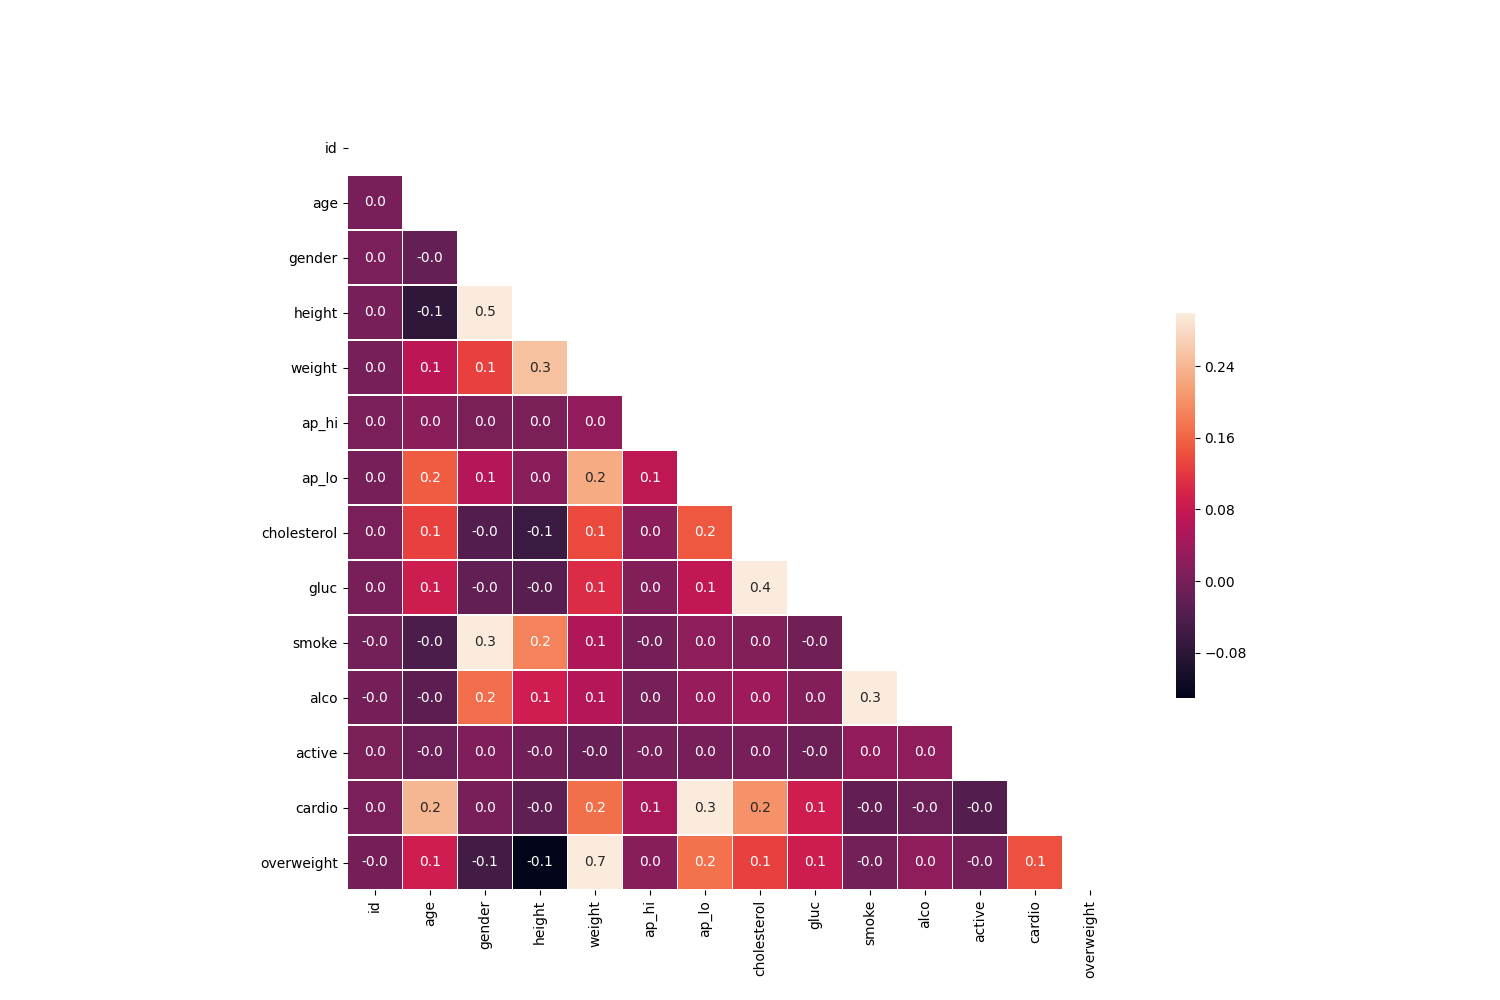 id
age 0.0
gender 0.0 -0.0
height 0.0 -0.1 0.5
weight 0.0 0.1 0.1 0.3
ap_hi 0.0 0.0 0.0 0.0 0.0
ap_lo 0.0 0.2 0.1 0.0 0.2 0.1
cholesterol 0.0 0.1 -0.0 -0.1 0.1 0.0 0.2
gluc 0.0 0.1 -0.0 -0.0 0.1 0.0 0.1 0.4
smoke -0.0 -0.0 0.3 0.2 0.1 -0.0 0.0 0.0 -0.0
alco -0.0 -0.0 0.2 0.1 0.1 0.0 0.0 0.0 0.0 0.3
active 0.0 -0.0 0.0 -0.0 -0.0 -0.0 0.0 0.0 -0.0 0.0 0.0
cardio 0.0 0.2 0.0 -0.0 0.2 0.1 0.3 0.2 0.1 -0.0 -0.0 -0.0
overweight -0.0 0.1 -0.1 -0.1 0.7 0.0 0.2 0.1 0.1 -0.0 0.0 -0.0 0.1
id age gender height weight ap_hi ap_lo cholesterol gluc smoke alco active cardio overweight
0.24
0.16
0.08
0.00
−0.08